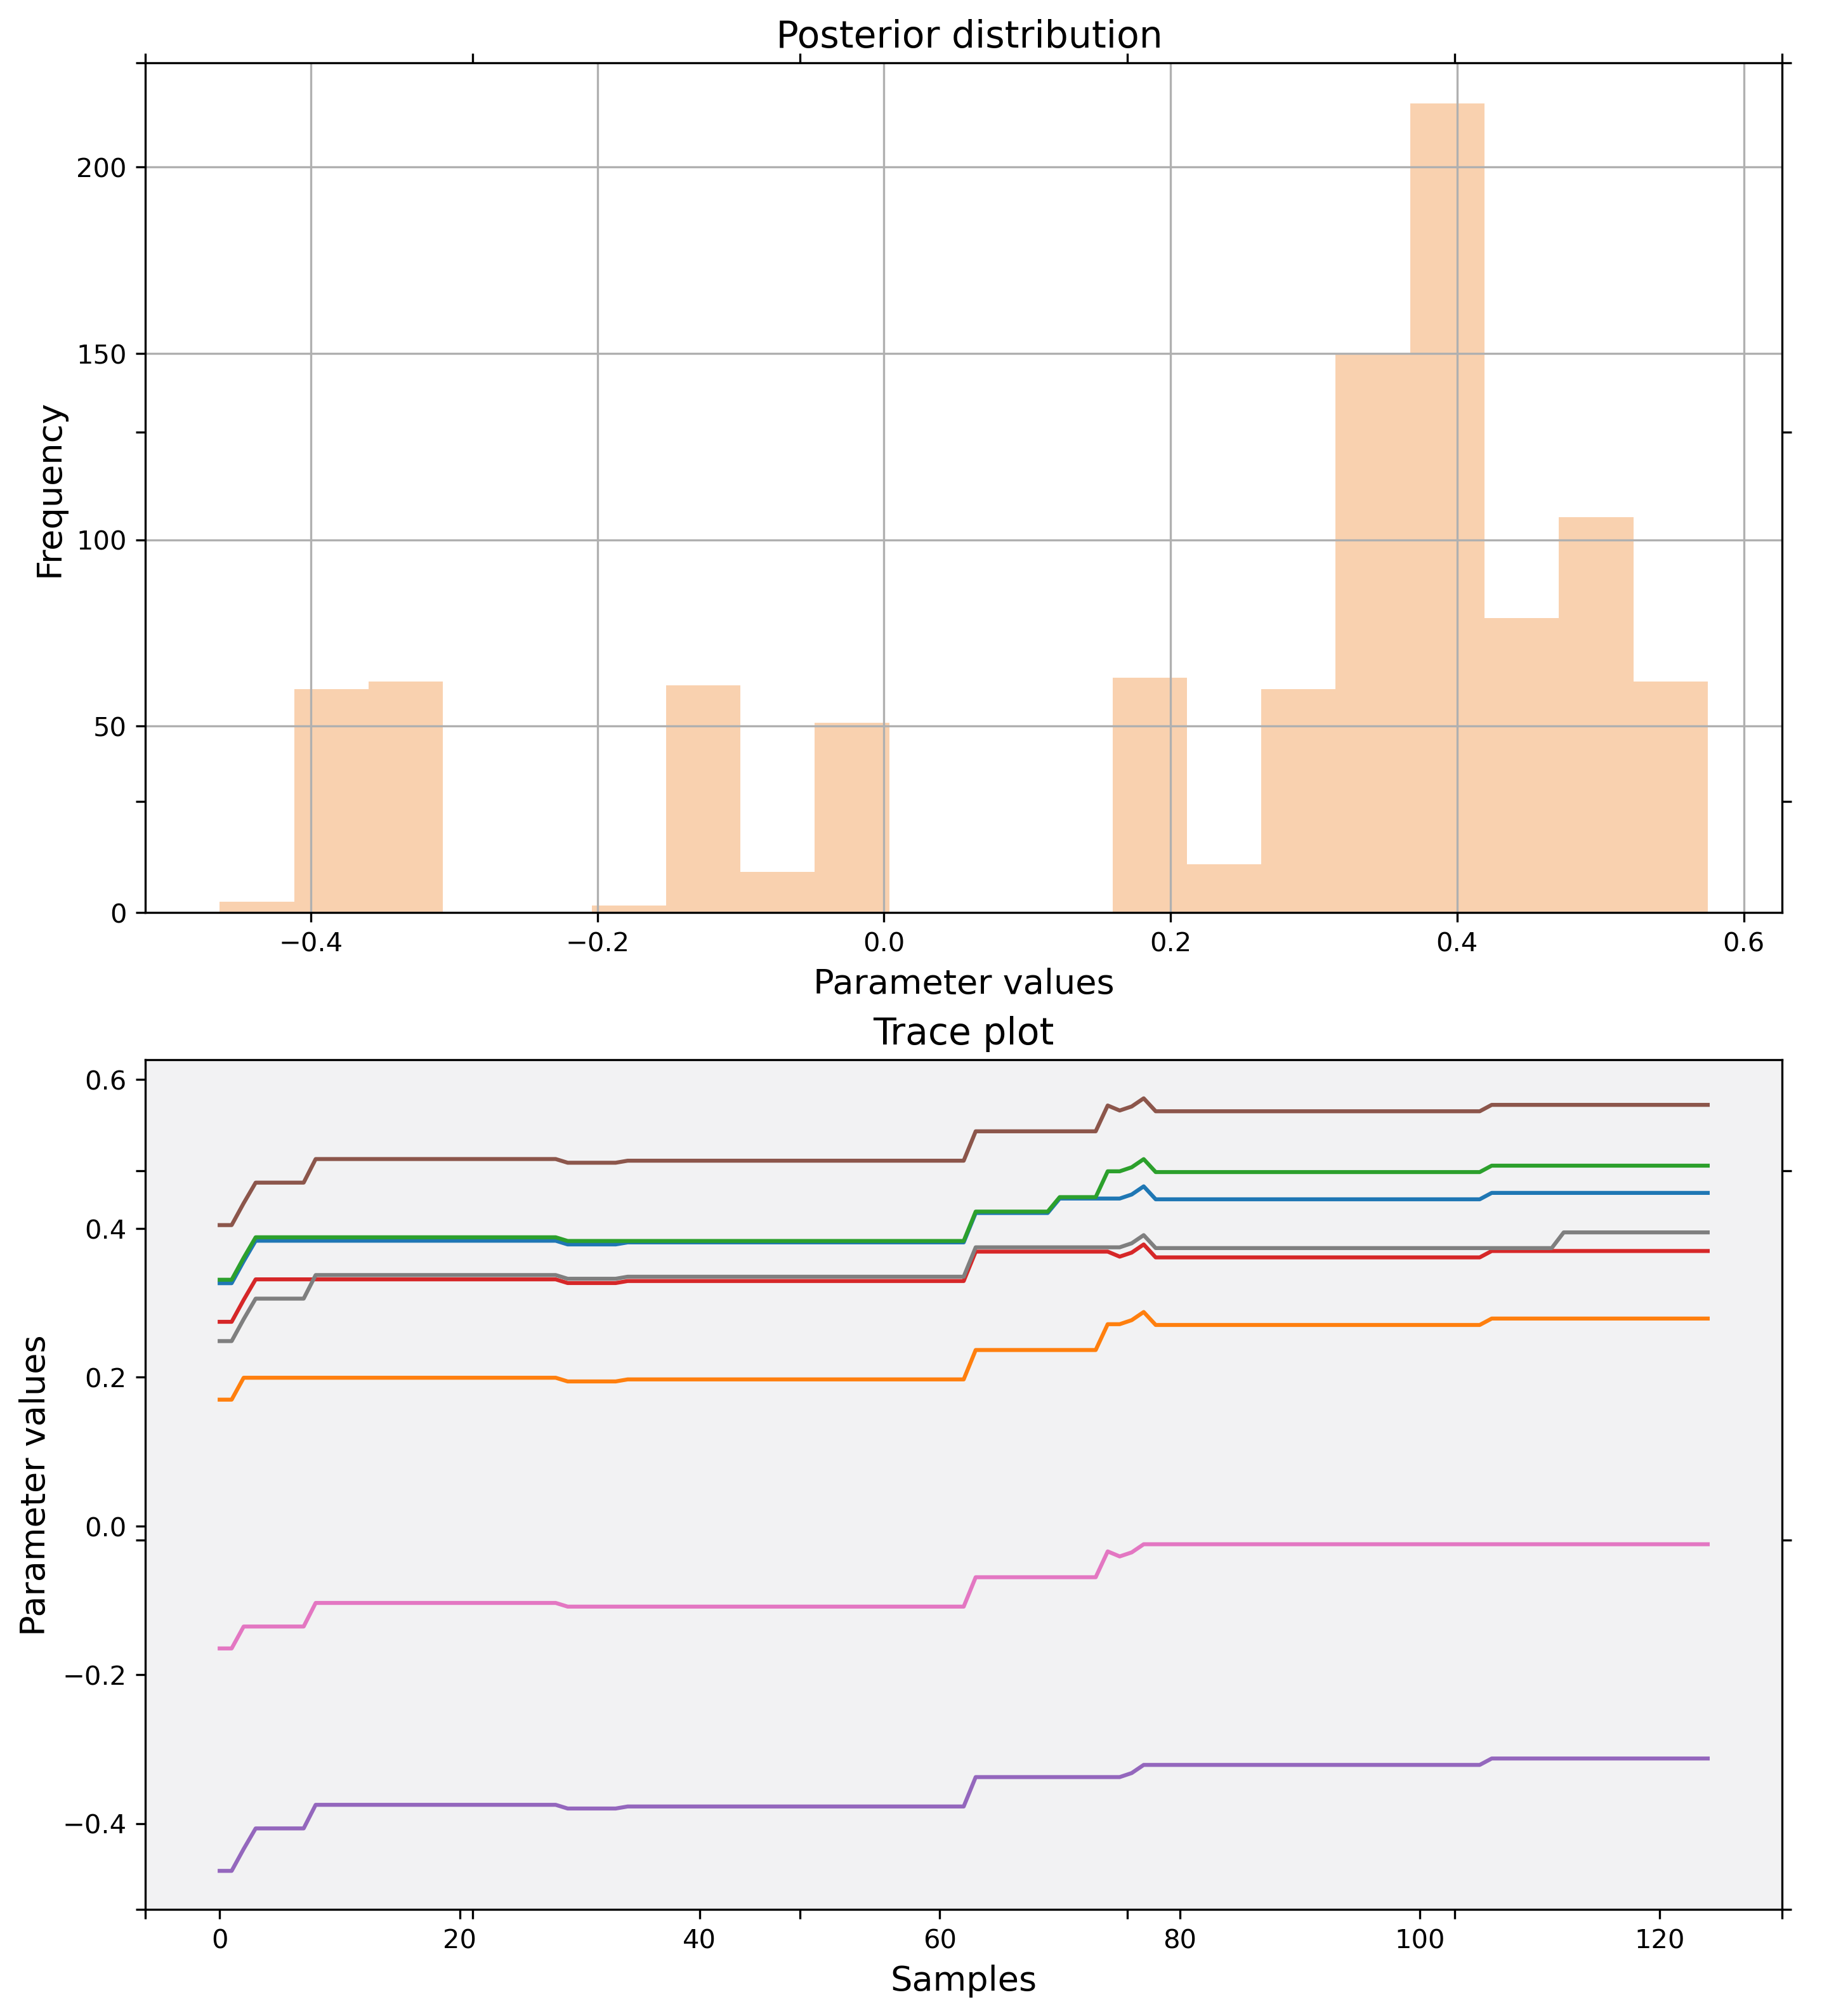 Posterior distribution
200
150
100
50
0
Frequency
−0.4 −0.2 0.0 0.2 0.4 0.6
Parameter values
Trace plot
0.6
0.4
0.2
0.0
−0.2
−0.4
Parameter values
0 20 40 60 80 100 120
Samples